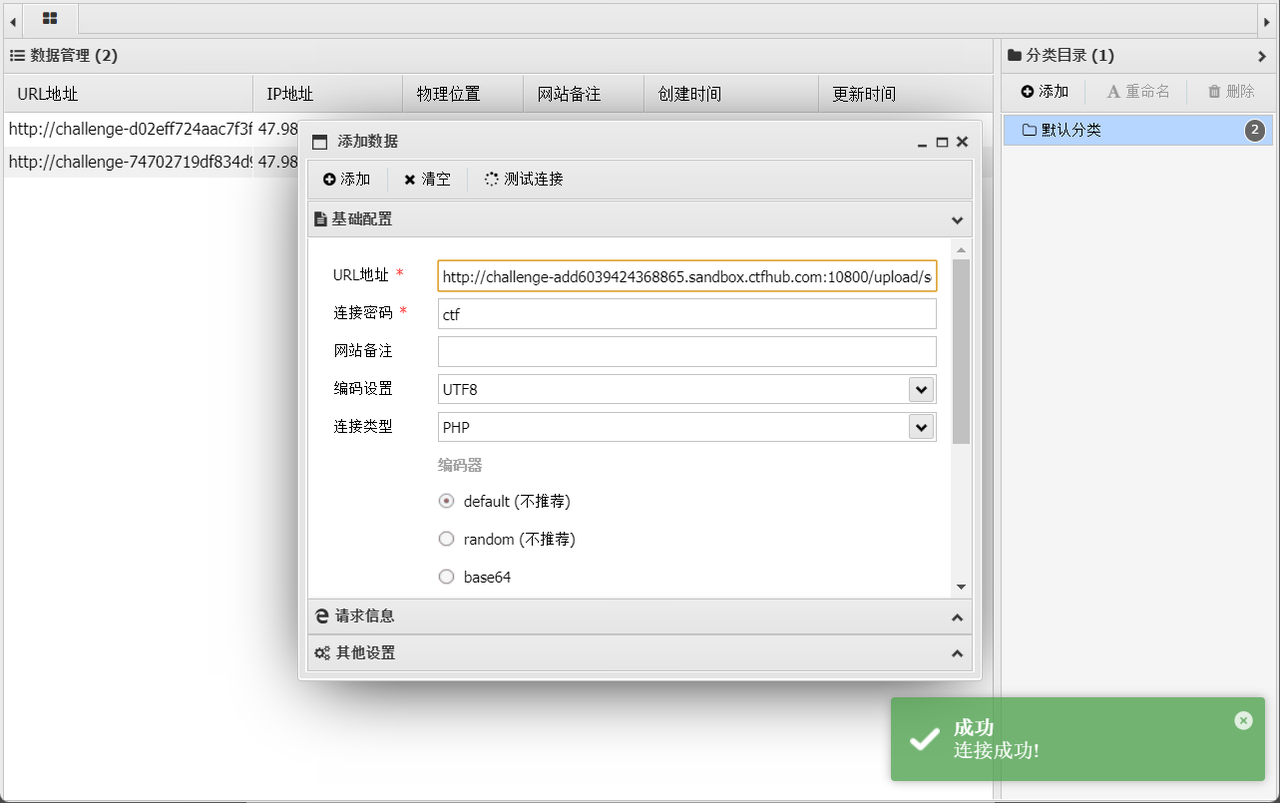 数据管理 (2)
URL地址 IP地址 物理位置 网站备注 创建时间 更新时间
http://challenge-d02eff724aac7f3f 47.98
http://challenge-74702719df834d9 47.98
添加数据
添加 清空 测试连接
基础配置
URL地址 * http://challenge-add6039424368865.sandbox.ctfhub.com:10800/upload/s
连接密码 * ctf
网站备注
编码设置 UTF8
连接类型 PHP
编码器
default (不推荐)
random (不推荐)
base64
请求信息
其他设置
分类目录 (1)
添加 A 重命名 删除
默认分类 2
成功
连接成功!